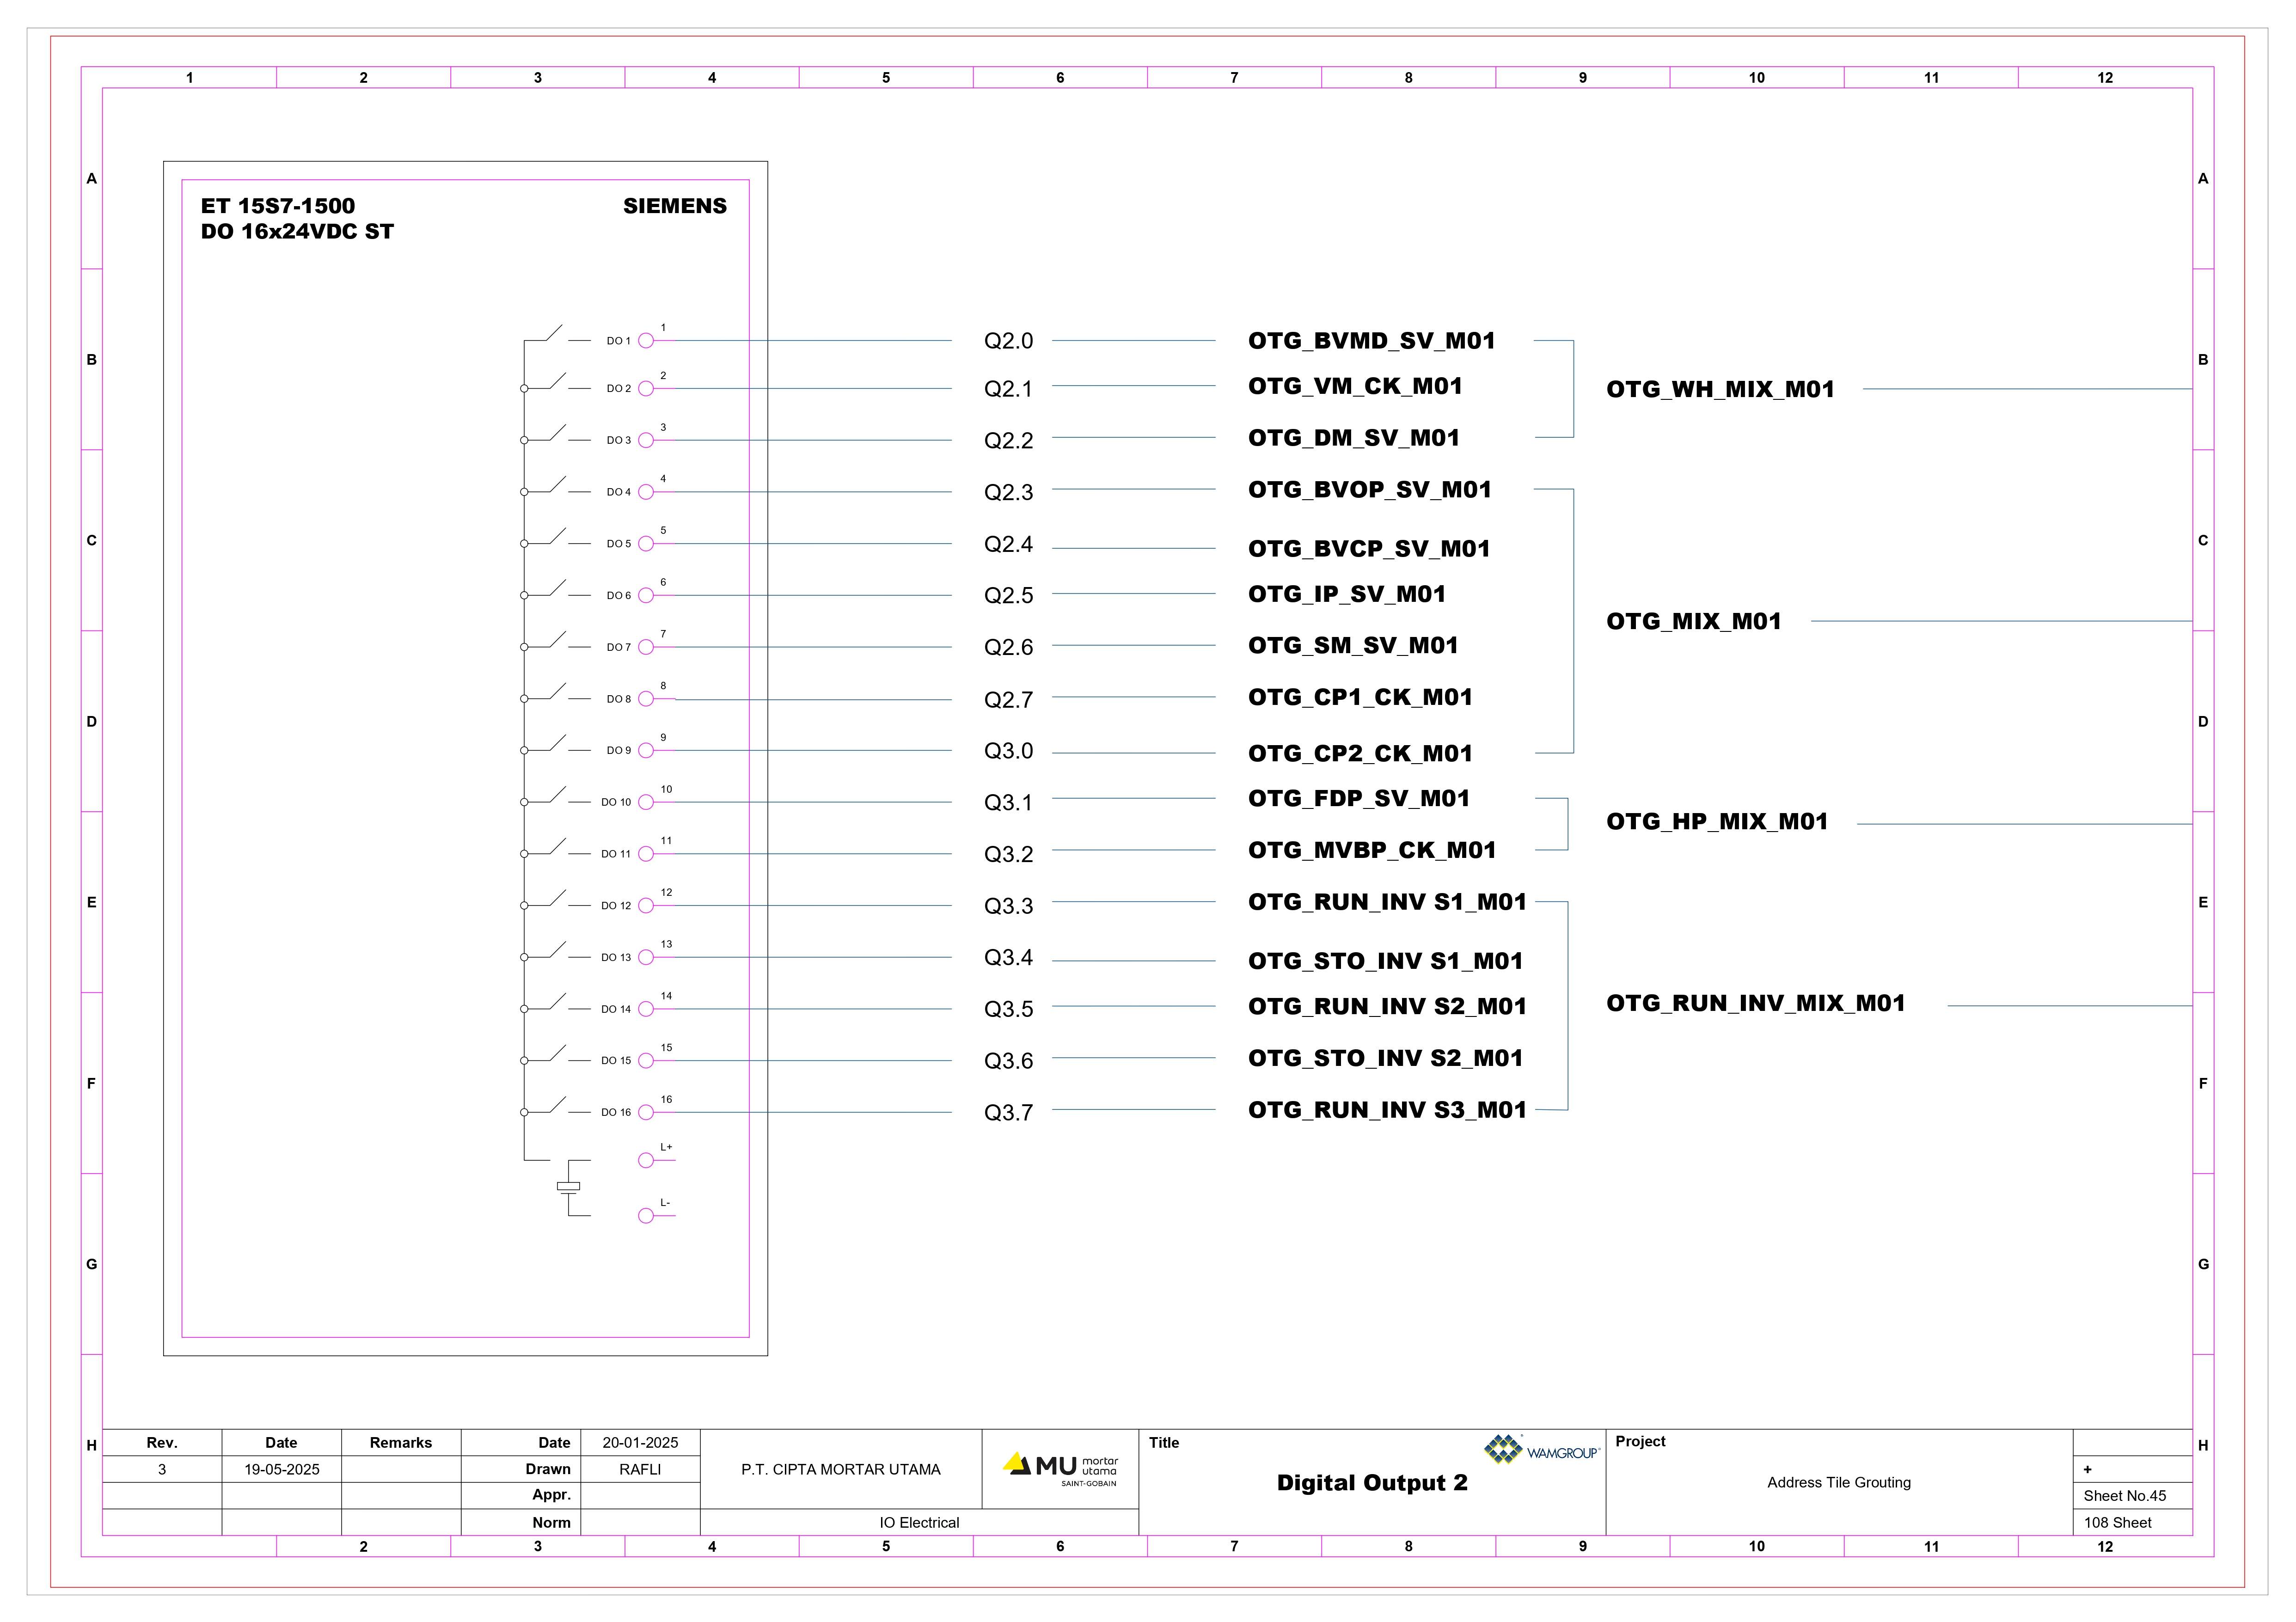 1 2 3 4 5 6 7 8 9 10 11 12
A A
ET 15S7-1500 SIEMENS
DO 16x24VDC ST
B B
DO 1 1 Q2.0 OTG_BVMD_SV_M01
DO 2 2 Q2.1 OTG_VM_CK_M01 OTG_WH_MIX_M01
DO 3 3 Q2.2 OTG_DM_SV_M01
DO 4 4 Q2.3 OTG_BVOP_SV_M01
C C
DO 5 5 Q2.4 OTG_BVCP_SV_M01
DO 6 6 Q2.5 OTG_IP_SV_M01
OTG_MIX_M01
DO 7 7 Q2.6 OTG_SM_SV_M01
DO 8 8 Q2.7 OTG_CP1_CK_M01
D D
DO 9 9 Q3.0 OTG_CP2_CK_M01
DO 10 10 Q3.1 OTG_FDP_SV_M01
OTG_HP_MIX_M01
DO 11 11 Q3.2 OTG_MVBP_CK_M01
E E
DO 12 12 Q3.3 OTG_RUN_INV S1_M01
DO 13 13 Q3.4 OTG_STO_INV S1_M01
DO 14 14 Q3.5 OTG_RUN_INV S2_M01 OTG_RUN_INV_MIX_M01
DO 15 15 Q3.6 OTG_STO_INV S2_M01
F F
DO 16 16 Q3.7 OTG_RUN_INV S3_M01
L+
L-
G G
H H
Rev. Date Remarks Date 20-01-2025
3 19-05-2025 Drawn RAFLI
Appr.
Norm
P.T. CIPTA MORTAR UTAMA
MU mortar
utama
SAINT-GOBAIN
IO Electrical
Title
WAMGROUP®
Digital Output 2
Project
Address Tile Grouting
+
Sheet No.45
108 Sheet
2 3 4 5 6 7 8 9 10 11 12